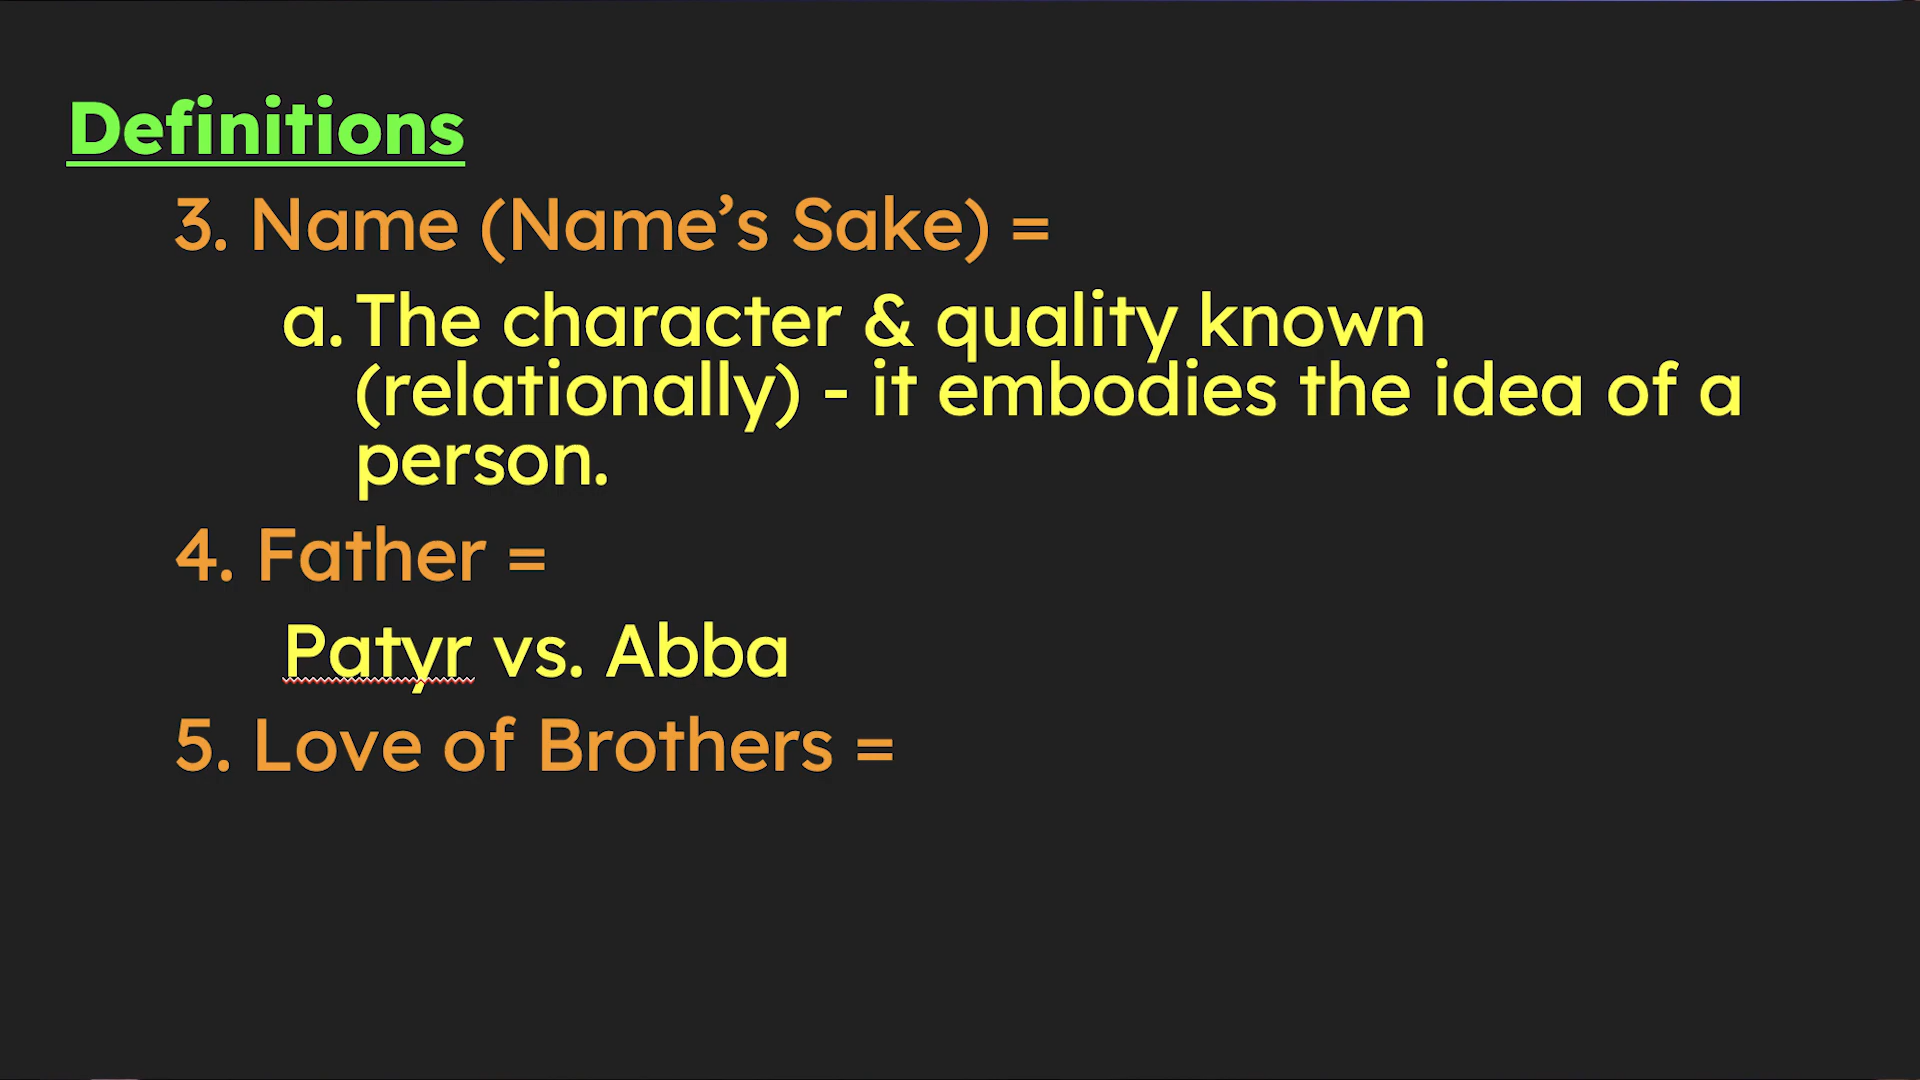 Definitions
3. Name (Name’s Sake) =
a. The character & quality known
(relationally) - it embodies the idea of a
person.
4. Father =
Patyr vs. Abba
5. Love of Brothers =